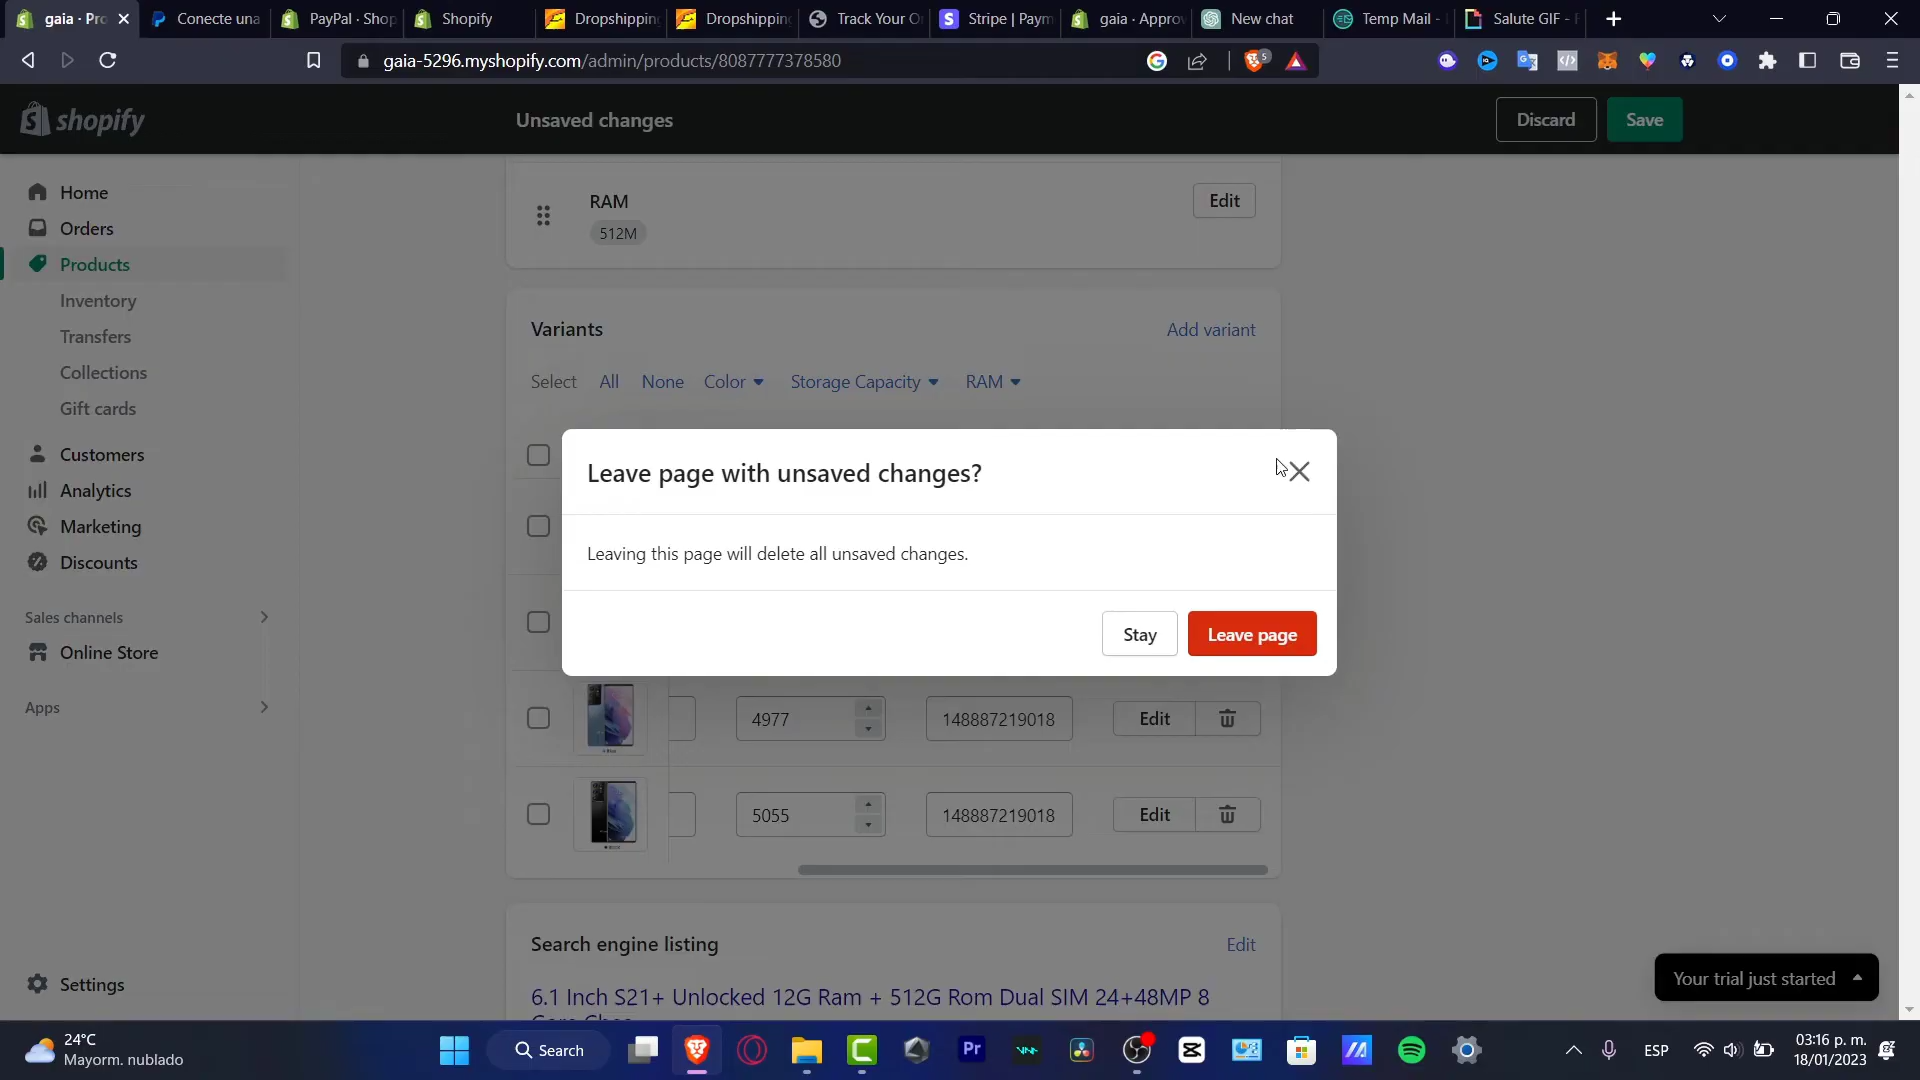 gaia · Pro
Conecte una
PayPal · Shop
Shopify
Dropshipping
Dropshipping
Track Your O
Stripe | Paym
gaia · Approv
New chat
Temp Mail -
Salute GIF - F
gaia-5296.myshopify.com/admin/products/8087777378580
5
shopify
Unsaved changes
Discard
Save
Home
Orders
Products
Inventory
Transfers
Collections
Gift cards
Customers
Analytics
Marketing
Discounts
Sales channels
Online Store
Apps
Settings
RAM
512M
Edit
Variants
Add variant
Select All None Color Storage Capacity RAM
Leave page with unsaved changes?
Leaving this page will delete all unsaved changes.
Stay
Leave page
4977
148887219018
Edit
5055
148887219018
Edit
Search engine listing
Edit
6.1 Inch S21+ Unlocked 12G Ram + 512G Rom Dual SIM 24+48MP 8
Your trial just started
24°C
Mayorm. nublado
Search
Pr
ESP
03:16 p. m.
18/01/2023